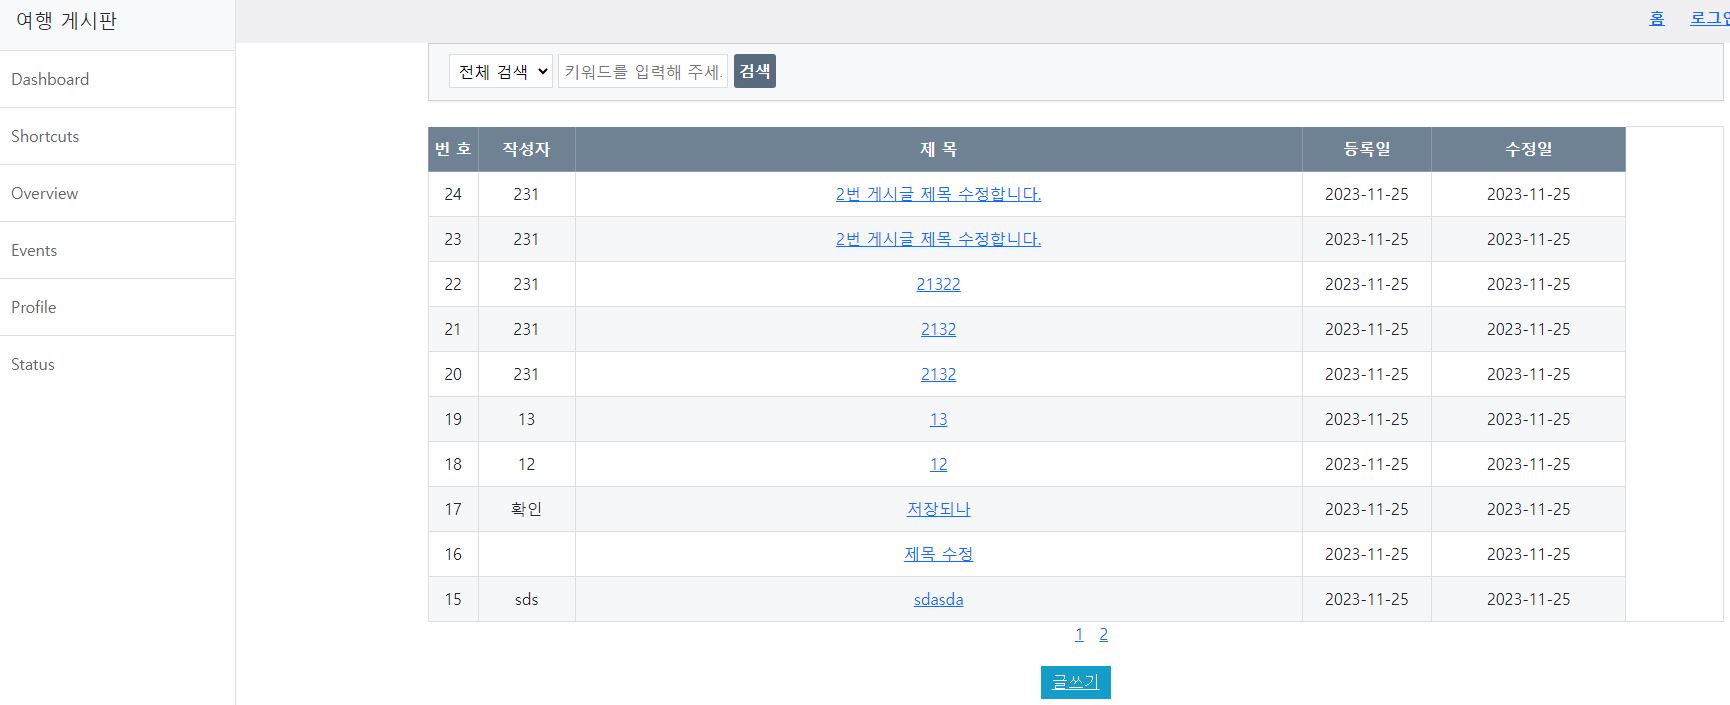 여행 게시판
홈 로그인
Dashboard
Shortcuts
Overview
Events
Profile
Status
전체 검색 키워드를 입력해 주세. 검색
번 호 작성자 제 목 등록일 수정일
24 231 2번 게시글 제목 수정합니다. 2023-11-25 2023-11-25
23 231 2번 게시글 제목 수정합니다. 2023-11-25 2023-11-25
22 231 21322 2023-11-25 2023-11-25
21 231 2132 2023-11-25 2023-11-25
20 231 2132 2023-11-25 2023-11-25
19 13 13 2023-11-25 2023-11-25
18 12 12 2023-11-25 2023-11-25
17 확인 저장되나 2023-11-25 2023-11-25
16 제목 수정 2023-11-25 2023-11-25
15 sds sdasda 2023-11-25 2023-11-25
1 2
글쓰기